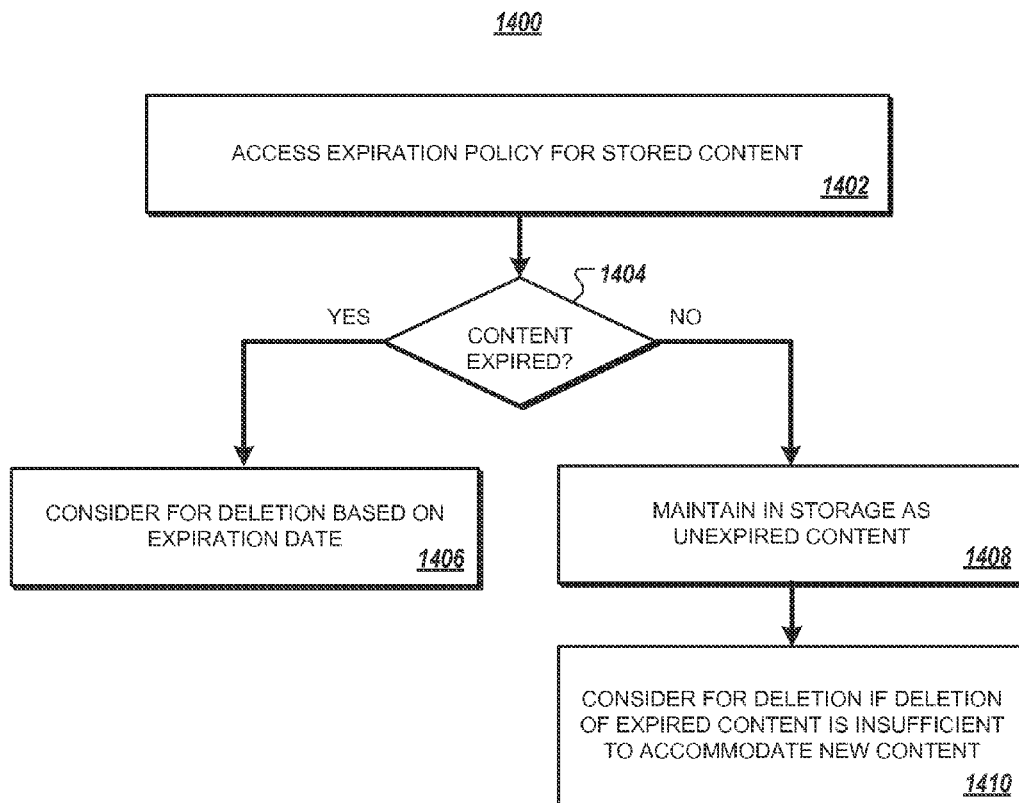 1400
ACCESS EXPIRATION POLICY FOR STORED CONTENT
1402
1404
YES
NO
CONTENT
EXPIRED?
CONSIDER FOR DELETION BASED ON
EXPIRATION DATE
1406
MAINTAIN IN STORAGE AS
UNEXPIRED CONTENT
1408
CONSIDER FOR DELETION IF DELETION
OF EXPIRED CONTENT IS INSUFFICIENT
TO ACCOMMODATE NEW CONTENT
1410